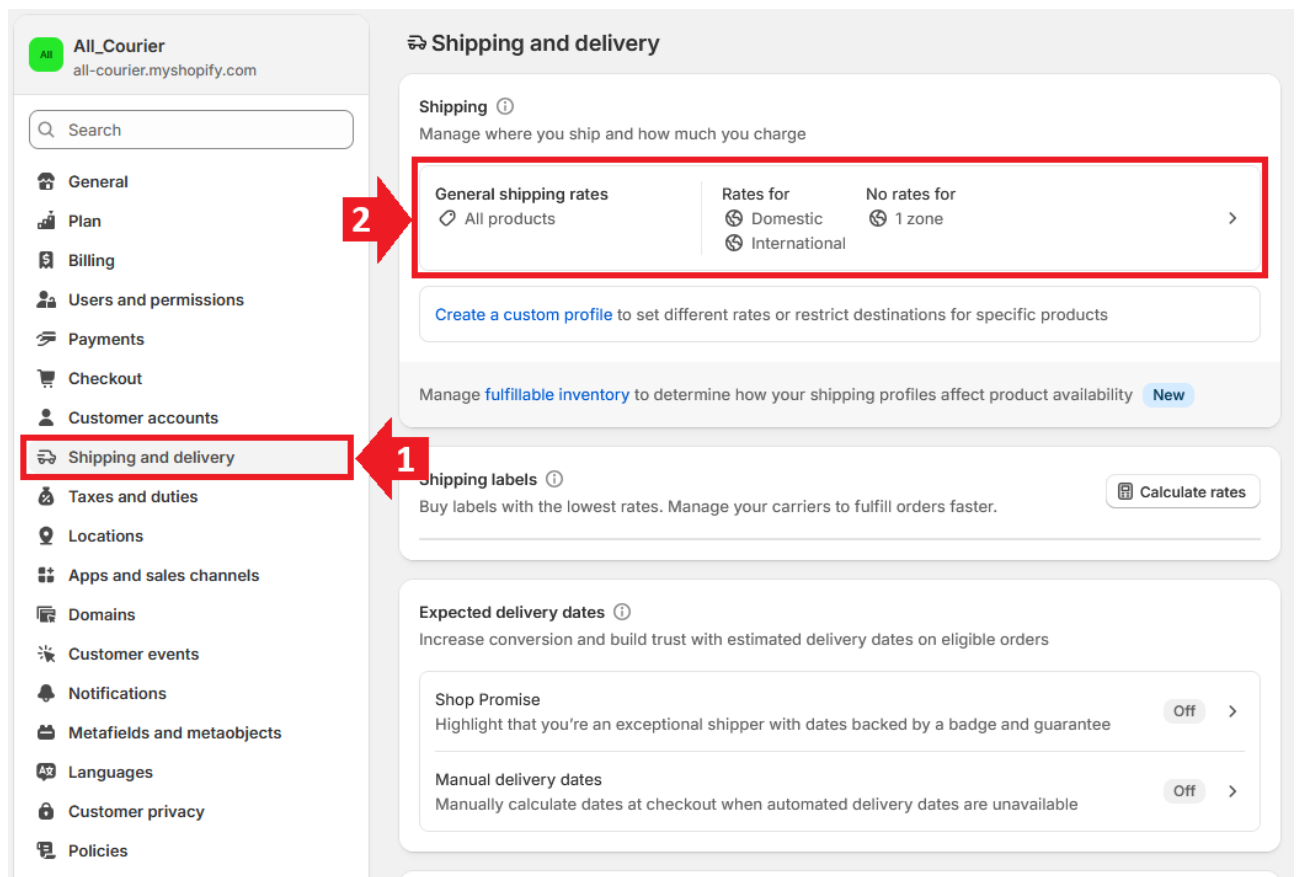 All
All_Courier
all-courier.myshopify.com
Search
General
Plan
Billing
Users and permissions
Payments
Checkout
Customer accounts
Shipping and delivery
Taxes and duties
Locations
Apps and sales channels
Domains
Customer events
Notifications
Metafields and metaobjects
Languages
Customer privacy
Policies
1
Shipping and delivery
Shipping
Manage where you ship and how much you charge
2
General shipping rates
All products
Rates for
Domestic
International
No rates for
1 zone
Create a custom profile to set different rates or restrict destinations for specific products
Manage fulfillable inventory to determine how your shipping profiles affect product availability New
Shipping labels
Buy labels with the lowest rates. Manage your carriers to fulfill orders faster.
Calculate rates
Expected delivery dates
Increase conversion and build trust with estimated delivery dates on eligible orders
Shop Promise
Highlight that you’re an exceptional shipper with dates backed by a badge and guarantee
Off
Manual delivery dates
Manually calculate dates at checkout when automated delivery dates are unavailable
Off